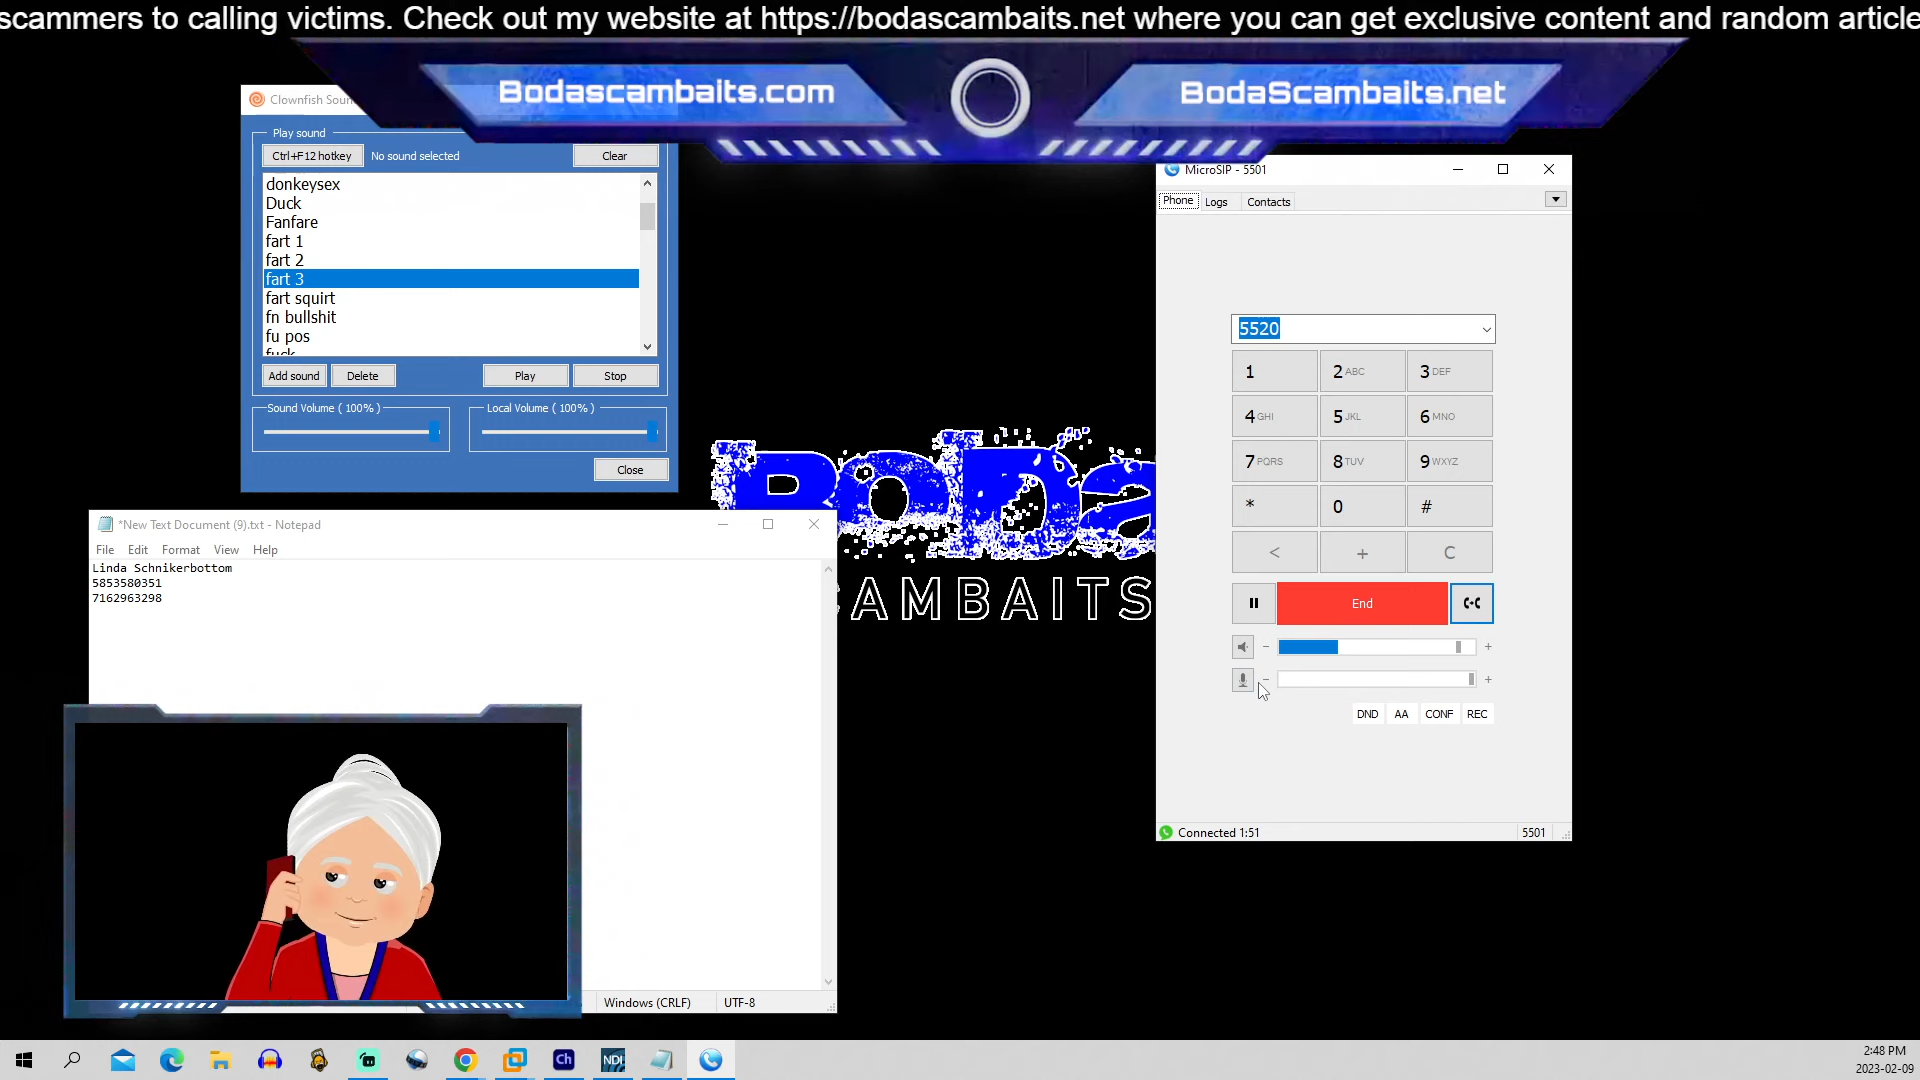 scammers to calling victims. Check out my website at https://bodascambaits.net where you can get exclusive content and random article
Bodascambaits.com
BodaScambaits.net
Clownfish Soun
Play sound
Ctrl+F12 hotkey No sound selected Clear
donkeysex
Duck
Fanfare
fart 1
fart 2
fart 3
fart squirt
fn bullshit
fu pos
fuck
Add sound Delete Play Stop
Sound Volume ( 100% ) Local Volume ( 100% )
Close
MicroSIP - 5501
Phone Logs Contacts
5520
1 2 ABC 3 DEF
4 GHI 5 JKL 6 MNO
7 PQRS 8 TUV 9 WXYZ
* 0 #
< + C
End
- +
- +
DND AA CONF REC
Connected 1:51 5501
BoDa
CAMBAITS
*New Text Document (9).txt - Notepad
File Edit Format View Help
Linda Schnikerbottom
5853580351
7162963298
Windows (CRLF) UTF-8
Ch
NDI
2:48 PM
2023-02-09